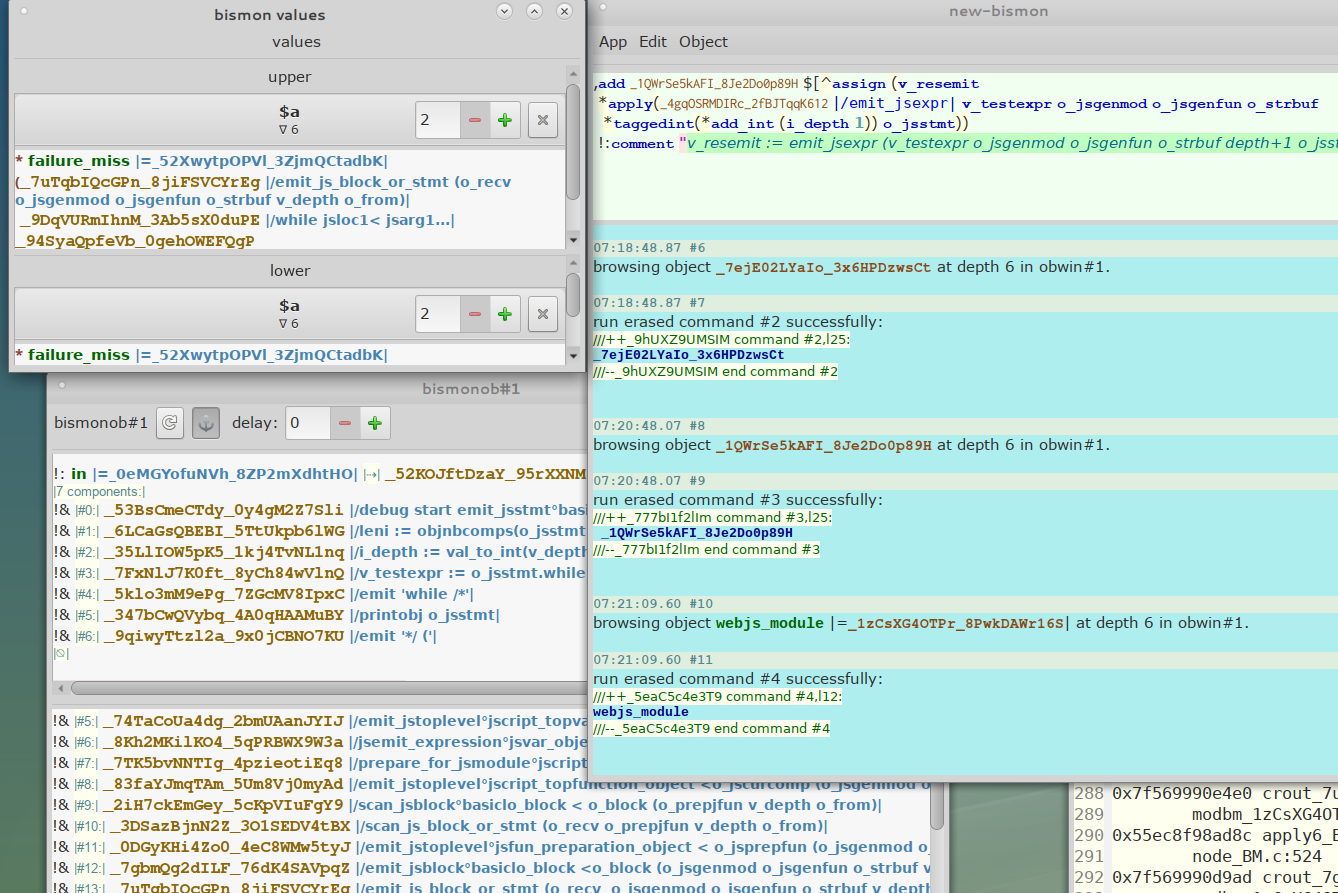 bismon values
values
upper
$a
∇ 6
2
* failure_miss |=_52XwytpOPVl_3ZjmQCtadbK|
(_7uTqbIQcGPn_8jiFSVCYrEg |/emit_js_block_or_stmt (o_recv
o_jsgenmod o_jsgenfun o_strbuf v_depth o_from)|
_9DqVURmIhnM_3Ab5sX0duPE |/while jsloc1< jsarg1...|
_94SyaQpfeVb_0gehOWEFQgP
lower
$a
∇ 6
2
* failure_miss |=_52XwytpOPVl_3ZjmQCtadbK|
new-bismon
App Edit Object
,add _1QWrSe5kAFI_8Je2Do0p89H $[^assign (v_resemit
*apply(_4gqOSRMDIRc_2fBJTqqK612 |/emit_jsexpr| v_testexpr o_jsgenmod o_jsgenfun o_strbuf
*taggedint(*add_int (i_depth 1)) o_jsstmt))
!:comment "v_resemit := emit_jsexpr (v_testexpr o_jsgenmod o_jsgenfun o_strbuf depth+1 o_jsst
07:18:48.87 #6
browsing object _7ejE02LYaIo_3x6HPDzwsCt at depth 6 in obwin#1.
07:18:48.87 #7
run erased command #2 successfully:
///++_9hUXZ9UMSIM command #2,l25:
_7ejE02LYaIo_3x6HPDzwsCt
///--_9hUXZ9UMSIM end command #2
07:20:48.07 #8
browsing object _1QWrSe5kAFI_8Je2Do0p89H at depth 6 in obwin#1.
07:20:48.07 #9
run erased command #3 successfully:
///++_777bI1f2lIm command #3,l25:
_1QWrSe5kAFI_8Je2Do0p89H
///--_777bI1f2lIm end command #3
07:21:09.60 #10
browsing object webjs_module |=_1zCsXG4OTPr_8PwkDAWr16S| at depth 6 in obwin#1.
07:21:09.60 #11
run erased command #4 successfully:
///++_5eaC5c4e3T9 command #4,l12:
webjs_module
///--_5eaC5c4e3T9 end command #4
bismonob#1
bismonob#1 delay: 0
!: in |=_0eMGYofuNVh_8ZP2mXdhtHO| |⇢| _52KOJftDzaY_95rXXNM
|7 components:|
!& |#0:| _53BsCmeCTdy_0y4gM2Z7Sli |/debug start emit_jsstmt°basi
!& |#1:| _6LCaGsQBEBI_5TtUkpb6lWG |/leni := objnbcomps(o_jsstmt
!& |#2:| _35LlIOW5pK5_1kj4TvNL1nq |/i_depth := val_to_int(v_depth
!& |#3:| _7FxNlJ7K0ft_8yCh84wVlnQ |/v_testexpr := o_jsstmt.while
!& |#4:| _5klo3mM9ePg_7ZGcMV8IpxC |/emit 'while /*'|
!& |#5:| _347bCwQVybq_4A0qHAAMuBY |/printobj o_jsstmt|
!& |#6:| _9qiwyTtzl2a_9x0jCBNO7KU |/emit '*/ ('|
|⦰|
!& |#5:| _74TaCoUa4dg_2bmUAanJYIJ |/emit_jstoplevel°jscript_topva
!& |#6:| _8Kh2MKilKO4_5qPRBWX9W3a |/jsemit_expression°jsvar_obje
!& |#7:| _7TK5bvNNTIg_4pzieotiEq8 |/prepare_for_jsmodule°jscript
!& |#8:| _83faYJmqTAm_5Um8Vj0myAd |/emit_jstoplevel°jscript_topfunction_object <o_jscurcomp (o_jsgenmod o_
!& |#9:| _2iH7ckEmGey_5cKpVIuFgY9 |/scan_jsblock°basiclo_block < o_block (o_prepjfun v_depth o_from)|
!& |#10:| _3DSazBjnN2Z_3O1SEDV4tBX |/scan_js_block_or_stmt (o_recv o_prepjfun v_depth o_from)|
!& |#11:| _0DGyKHi4Zo0_4eC8WMw5tyJ |/emit_jstoplevel°jsfun_preparation_object < o_jsprepfun (o_jsgenmod o_
!& |#12:| _7gbmQg2dILF_76dK4SAVpqZ |/emit_jsblock°basiclo_block <o_block (o_jsgenmod o_jsgenfun o_strbuf v
!& |#13:| _7uTgbIQcGPn_8jiFSVCYrEg |/emit_js_block_or_stmt (o_recv o_jsgenmod o_jsgenfun o_strbuf v_depth
288 0x7f569990e4e0 crout_7u
289 modbm_1zCsXG4OT
290 0x55ec8f98ad8c apply6_B
291 node_BM.c:524
292 0x7f569990d9ad crout_7g